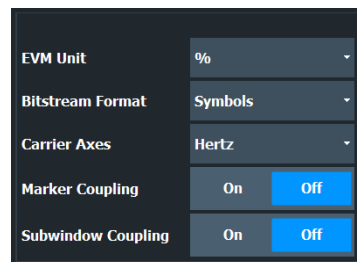 EVM Unit %
Bitstream Format Symbols
Carrier Axes Hertz
Marker Coupling On Off
Subwindow Coupling On Off